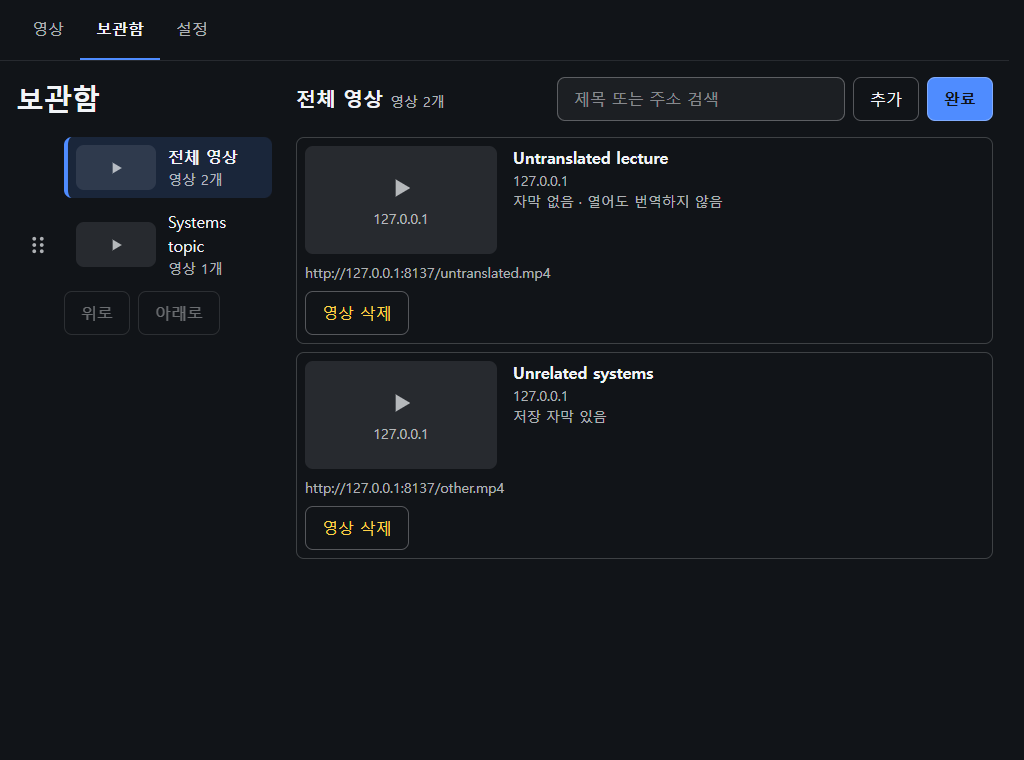 영상 보관함 설정
보관함
전체 영상
영상 2개
Systems
topic
영상 1개
위로 아래로
전체 영상 영상 2개 제목 또는 주소 검색 추가 완료
127.0.0.1
Untranslated lecture
127.0.0.1
자막 없음 · 열어도 번역하지 않음
http://127.0.0.1:8137/untranslated.mp4
영상 삭제
127.0.0.1
Unrelated systems
127.0.0.1
저장 자막 있음
http://127.0.0.1:8137/other.mp4
영상 삭제